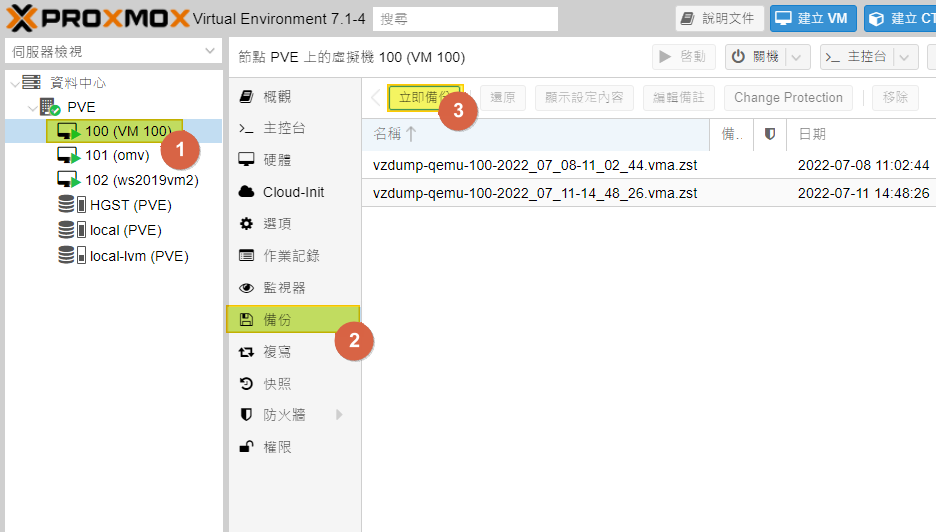 PROXMOX Virtual Environment 7.1-4 搜尋 說明文件 建立 VM 建立 CT
伺服器檢視
節點 PVE 上的虛擬機 100 (VM 100) 啓動 關機 主控台
資料中心
PVE
100 (VM 100)
101 (omv)
102 (ws2019vm2)
HGST (PVE)
local (PVE)
local-lvm (PVE)
1
概觀
主控台
硬體
Cloud-Init
選項
作業記錄
監視器
備份
複寫
快照
防火牆
權限
2
立即備份 還原 顯示設定內容 編輯備註 Change Protection 移除
3
名稱 備.. 日期
vzdump-qemu-100-2022_07_08-11_02_44.vma.zst 2022-07-08 11:02:44
vzdump-qemu-100-2022_07_11-14_48_26.vma.zst 2022-07-11 14:48:26